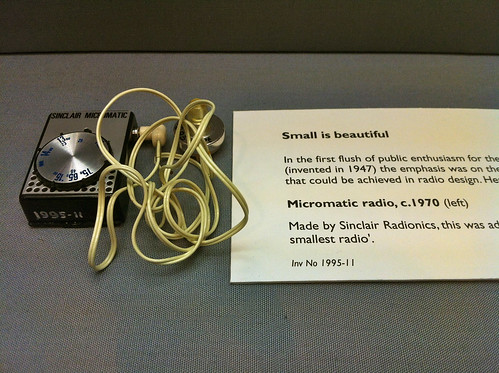 SINCLAIR MICROMATIC
1995-11
Small is beautiful
In the first flush of public enthusiasm for the
(invented in 1947) the emphasis was on the
that could be achieved in radio design.
Micromatic radio, c.1970 (left)
Made by Sinclair Radionics, this was
smallest radio'.
Inv No 1995-11